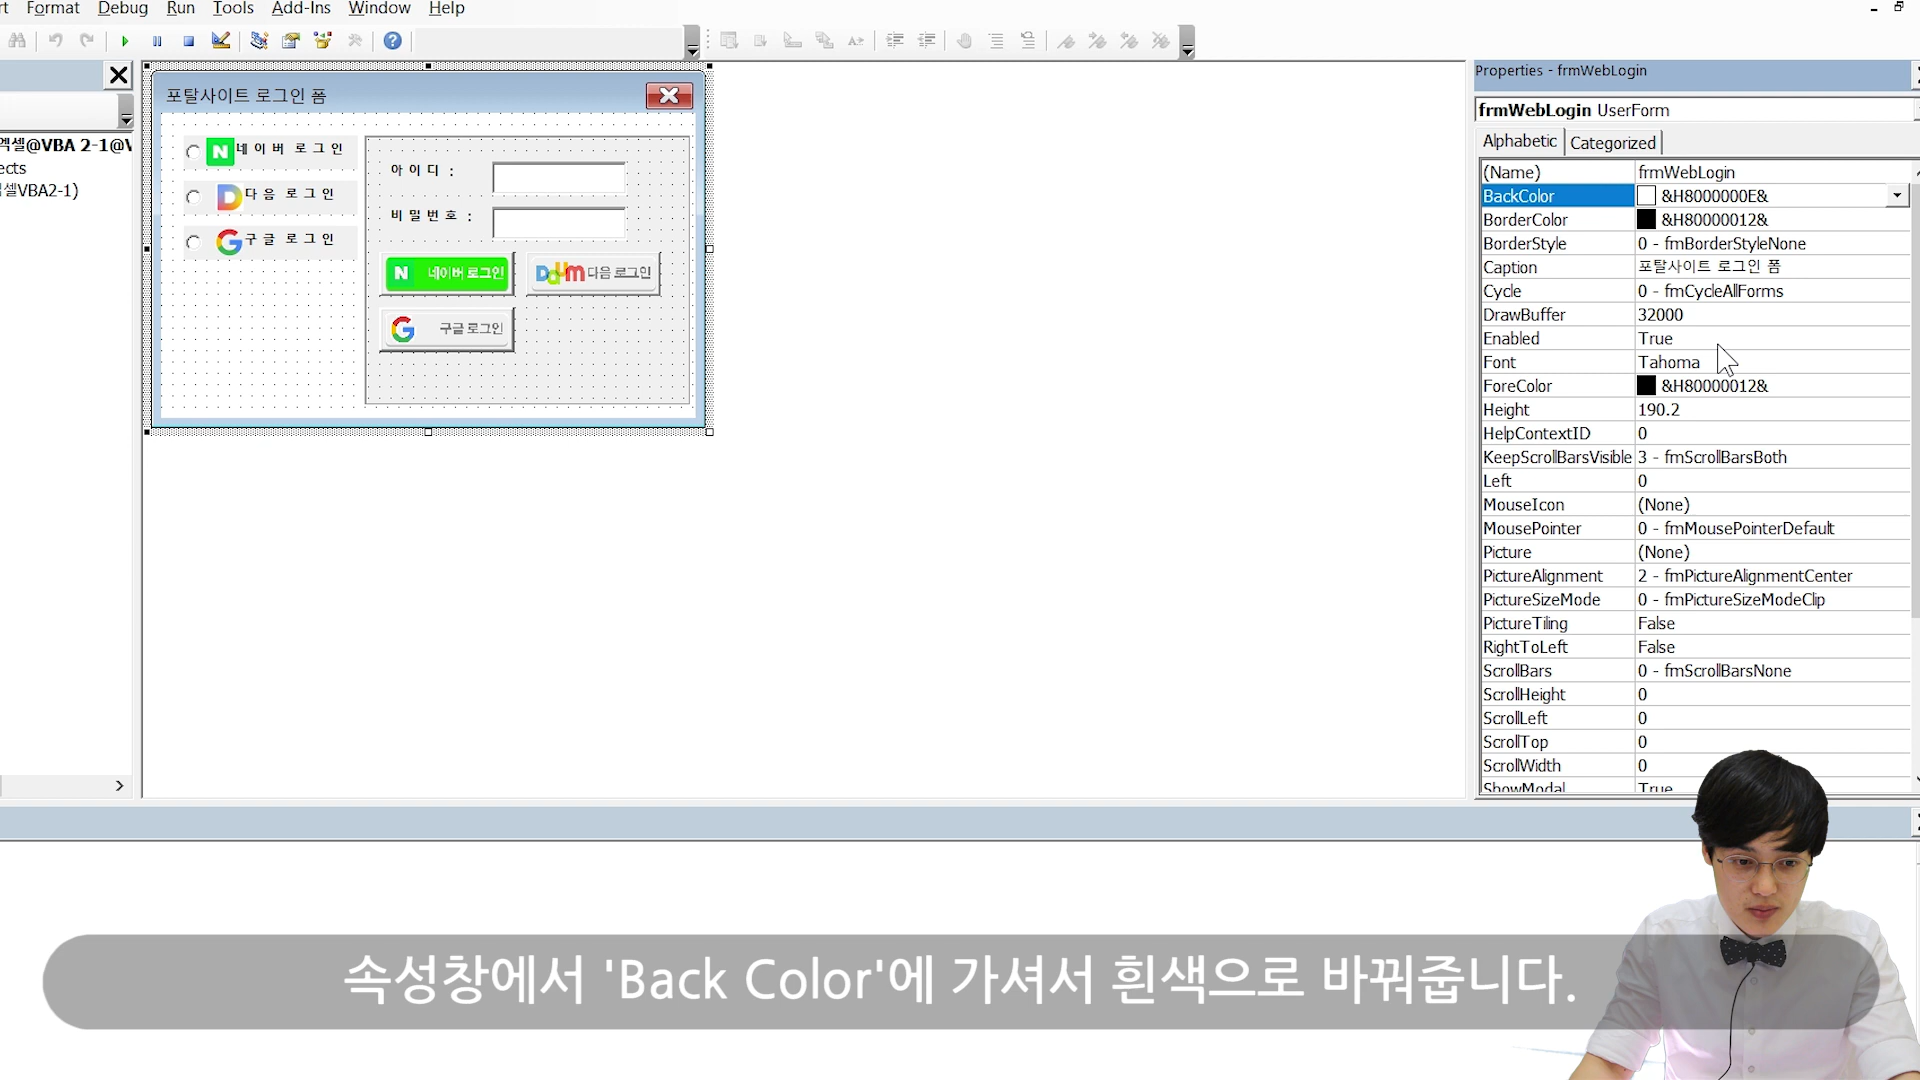 Format Debug Run Tools Add-Ins Window Help
Properties - frmWebLogin
frmWebLogin UserForm
Alphabetic Categorized
엑셀@VBA 2-1@V
ects
셀VBA2-1)
포탈사이트 로그인 폼
N 네이버 로그인
D 다음 로그인
G 구글 로그인
아이디 :
비밀번호 :
N 네이버 로그인
Daum 다음 로그인
G 구글 로그인
(Name) frmWebLogin
BackColor &H8000000E&
BorderColor &H80000012&
BorderStyle 0 - fmBorderStyleNone
Caption 포탈사이트 로그인 폼
Cycle 0 - fmCycleAllForms
DrawBuffer 32000
Enabled True
Font Tahoma
ForeColor &H80000012&
Height 190.2
HelpContextID 0
KeepScrollBarsVisible 3 - fmScrollBarsBoth
Left 0
MouseIcon (None)
MousePointer 0 - fmMousePointerDefault
Picture (None)
PictureAlignment 2 - fmPictureAlignmentCenter
PictureSizeMode 0 - fmPictureSizeModeClip
PictureTiling False
RightToLeft False
ScrollBars 0 - fmScrollBarsNone
ScrollHeight 0
ScrollLeft 0
ScrollTop 0
ScrollWidth 0
ShowModal True
속성창에서 'Back Color'에 가셔서 흰색으로 바꿔줍니다.